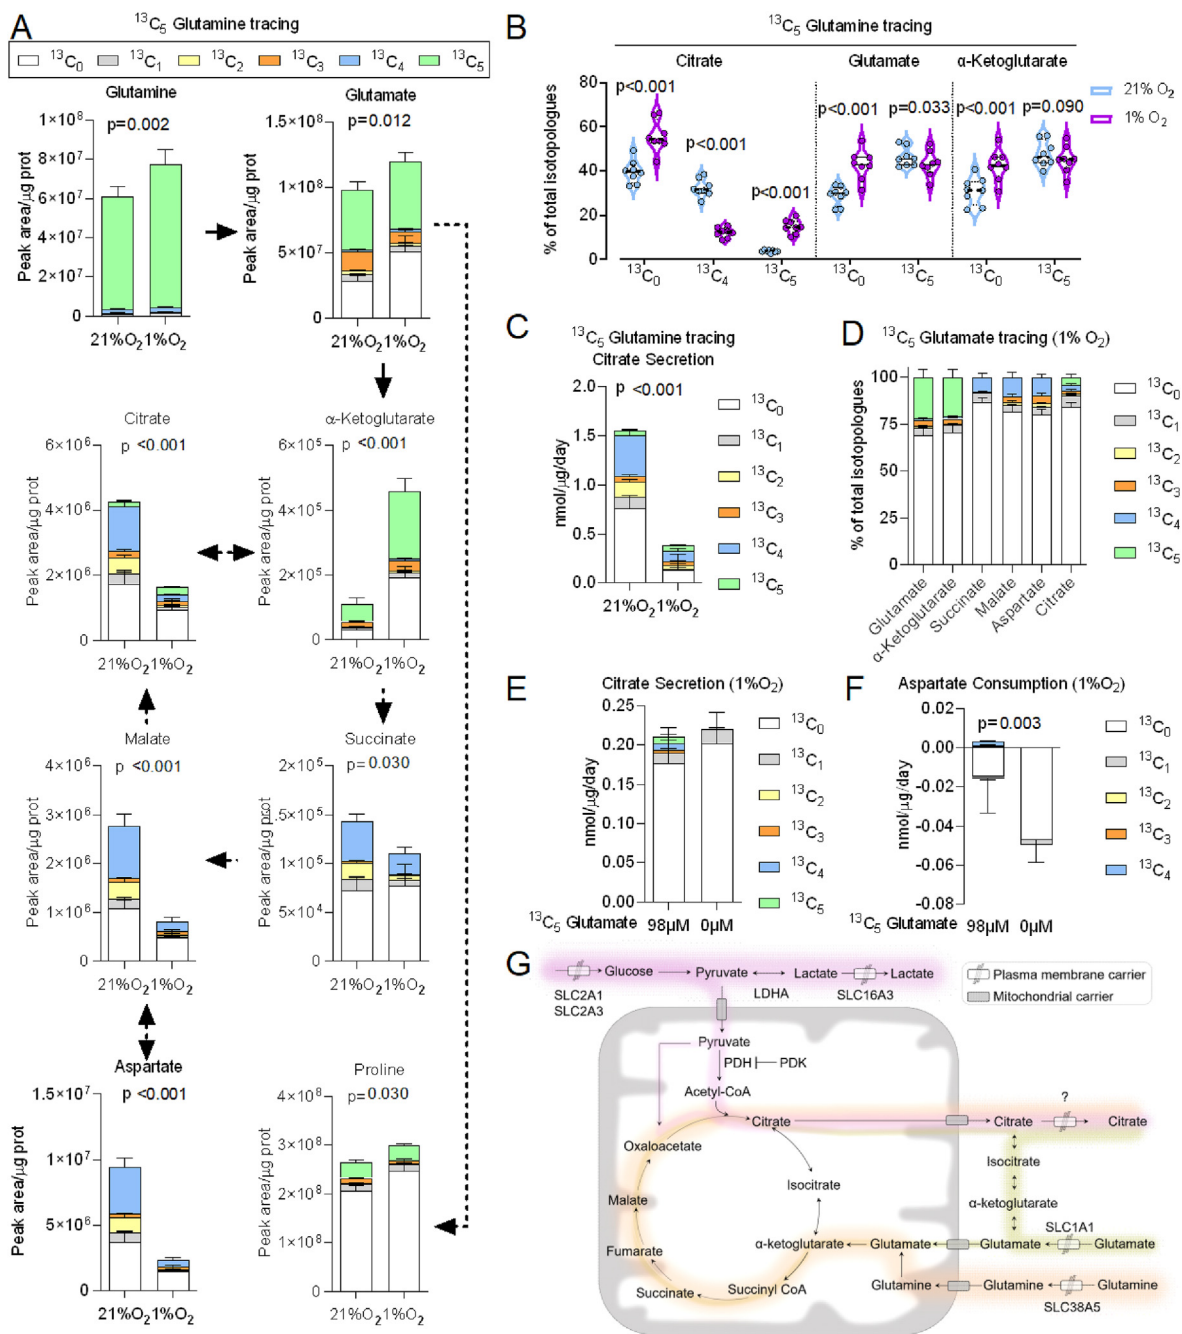 A
¹³C₅ Glutamine tracing
¹³C₀ ¹³C₁ ¹³C₂ ¹³C₃ ¹³C₄ ¹³C₅
Glutamine
p=0.002
Peak area/µg prot
1×10⁸
8×10⁷
6×10⁷
4×10⁷
2×10⁷
0
21%O₂ 1%O₂
Glutamate
p=0.012
Peak area/µg prot
1.5×10⁸
1×10⁸
5×10⁷
0
21%O₂ 1%O₂
Citrate
p <0.001
Peak area/µg prot
6×10⁶
4×10⁶
2×10⁶
0
21%O₂ 1%O₂
α-Ketoglutarate
p <0.001
Peak area/µg prot
6×10⁵
4×10⁵
2×10⁵
0
21%O₂ 1%O₂
Malate
p <0.001
Peak area/µg prot
4×10⁶
3×10⁶
2×10⁶
1×10⁶
0
21%O₂ 1%O₂
Succinate
p= 0.030
Peak area/µg prot
2×10⁵
2×10⁵
1×10⁵
5×10⁴
0
21%O₂ 1%O₂
Aspartate
p <0.001
Peak area/µg prot
1.5×10⁷
1×10⁷
5×10⁶
0
21%O₂ 1%O₂
Proline
p= 0.030
Peak area/µg prot
4×10⁸
3×10⁸
2×10⁸
1×10⁸
0
21%O₂ 1%O₂
B
¹³C₅ Glutamine tracing
Citrate Glutamate α-Ketoglutarate
% of total isotopologues
80
60
40
20
0
p<0.001
p<0.001
p<0.001
p<0.001 p=0.033
p<0.001 p=0.090
21% O₂
1% O₂
¹³C₀ ¹³C₄ ¹³C₅ ¹³C₀ ¹³C₅ ¹³C₀ ¹³C₅
C
¹³C₅ Glutamine tracing
Citrate Secretion
p <0.001
nmol/µg/day
2.0
1.5
1.0
0.5
0.0
21%O₂ 1%O₂
¹³C₀
¹³C₁
¹³C₂
¹³C₃
¹³C₄
¹³C₅
D
¹³C₅ Glutamate tracing (1% O₂)
% of total isotopologues
100
75
50
25
0
Glutamate
α-Ketoglutarate
Succinate
Malate
Aspartate
Citrate
¹³C₀
¹³C₁
¹³C₂
¹³C₃
¹³C₄
¹³C₅
E
Citrate Secretion (1%O₂)
nmol/µg/day
0.25
0.20
0.15
0.10
0.05
0.00
¹³C₅ Glutamate 98µM 0µM
¹³C₀
¹³C₁
¹³C₂
¹³C₃
¹³C₄
¹³C₅
F
Aspartate Consumption (1%O₂)
p=0.003
nmol/µg/day
0.02
-0.00
-0.02
-0.04
-0.06
-0.08
¹³C₅ Glutamate 98µM 0µM
¹³C₀
¹³C₁
¹³C₂
¹³C₃
¹³C₄
G
Glucose Pyruvate Lactate Lactate
SLC2A1
SLC2A3
LDHA
SLC16A3
Plasma membrane carrier
Mitochondrial carrier
Pyruvate
PDH PDK
Acetyl-CoA
Citrate Citrate ? Citrate
Oxaloacetate
Isocitrate
Isocitrate
Malate
α-ketoglutarate
SLC1A1
Fumarate
α-ketoglutarate Glutamate Glutamate Glutamate
Succinate
Succinyl CoA
Glutamine Glutamine Glutamine
SLC38A5